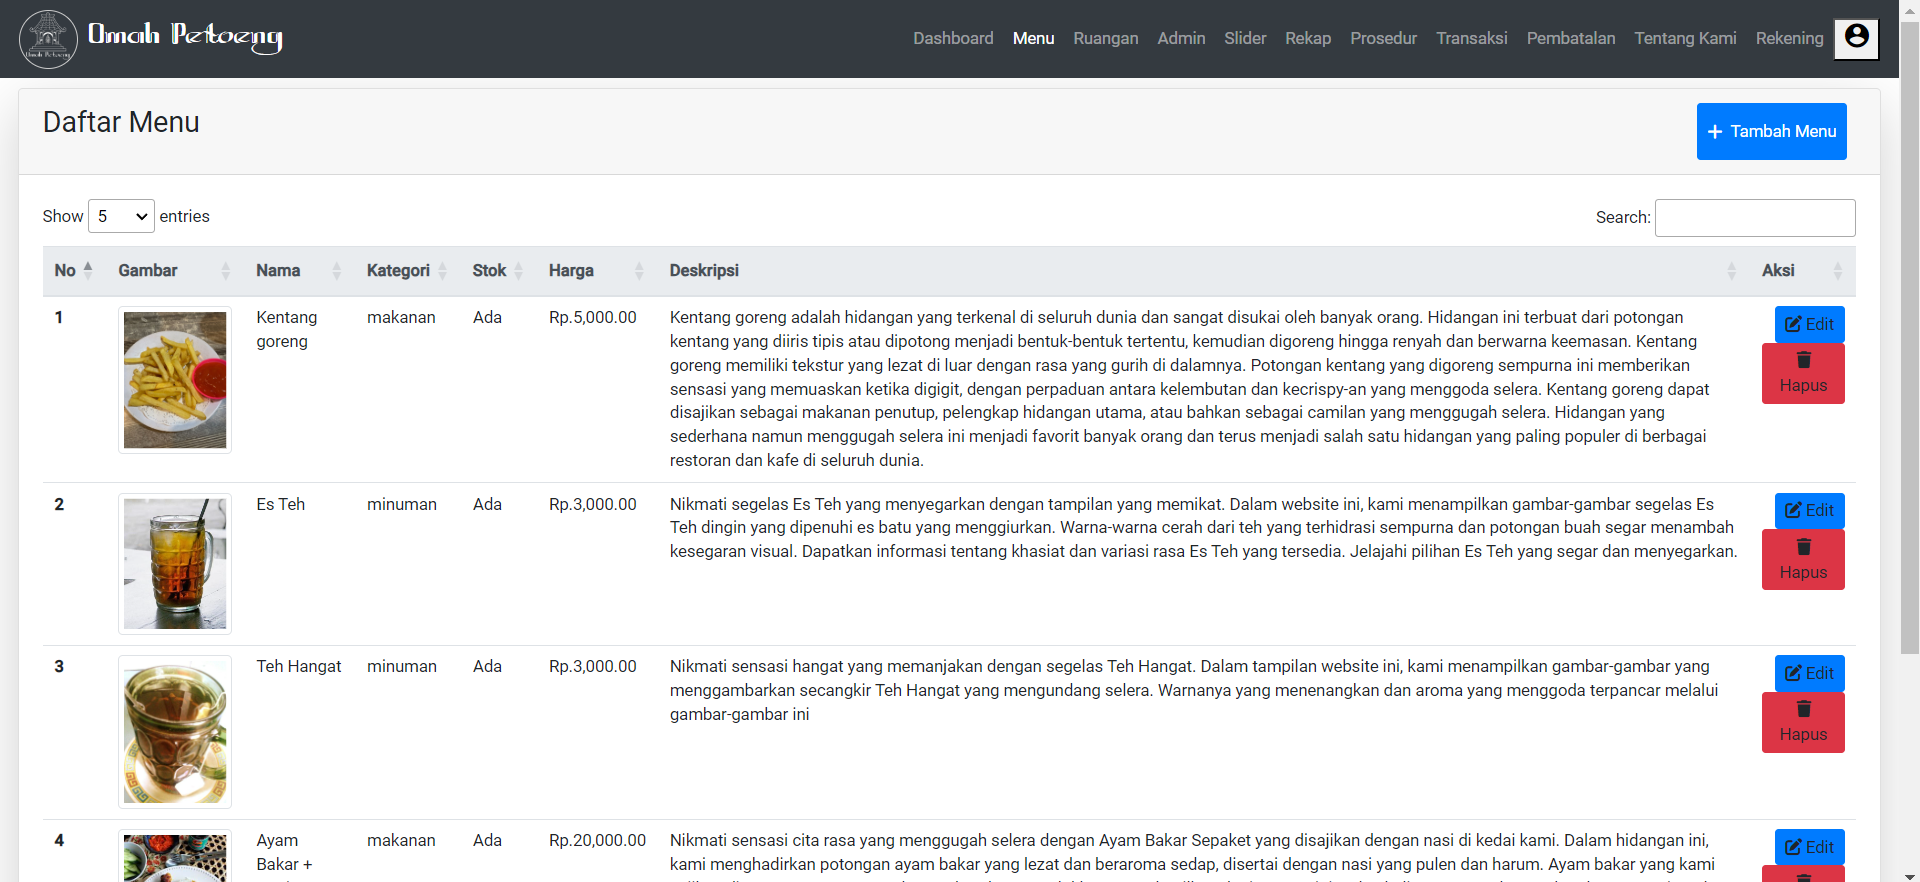 Omah Petoeng
Dashboard Menu Ruangan Admin Slider Rekap Prosedur Transaksi Pembatalan Tentang Kami Rekening
Daftar Menu
+ Tambah Menu
Show 5 entries
Search:
No Gambar Nama Kategori Stok Harga Deskripsi Aksi
1
Kentang
goreng
makanan
Ada
Rp.5,000.00
Kentang goreng adalah hidangan yang terkenal di seluruh dunia dan sangat disukai oleh banyak orang. Hidangan ini terbuat dari potongan
kentang yang diiris tipis atau dipotong menjadi bentuk-bentuk tertentu, kemudian digoreng hingga renyah dan berwarna keemasan. Kentang
goreng memiliki tekstur yang lezat di luar dengan rasa yang gurih di dalamnya. Potongan kentang yang digoreng sempurna ini memberikan
sensasi yang memuaskan ketika digigit, dengan perpaduan antara kelembutan dan kecrispy-an yang menggoda selera. Kentang goreng dapat
disajikan sebagai makanan penutup, pelengkap hidangan utama, atau bahkan sebagai camilan yang menggugah selera. Hidangan yang
sederhana namun menggugah selera ini menjadi favorit banyak orang dan terus menjadi salah satu hidangan yang paling populer di berbagai
restoran dan kafe di seluruh dunia.
Edit
Hapus
2
Es Teh
minuman
Ada
Rp.3,000.00
Nikmati segelas Es Teh yang menyegarkan dengan tampilan yang memikat. Dalam website ini, kami menampilkan gambar-gambar segelas Es
Teh dingin yang dipenuhi es batu yang menggiurkan. Warna-warna cerah dari teh yang terhidrasi sempurna dan potongan buah segar menambah
kesegaran visual. Dapatkan informasi tentang khasiat dan variasi rasa Es Teh yang tersedia. Jelajahi pilihan Es Teh yang segar dan menyegarkan.
Edit
Hapus
3
Teh Hangat
minuman
Ada
Rp.3,000.00
Nikmati sensasi hangat yang memanjakan dengan segelas Teh Hangat. Dalam tampilan website ini, kami menampilkan gambar-gambar yang
menggambarkan secangkir Teh Hangat yang mengundang selera. Warnanya yang menenangkan dan aroma yang menggoda terpancar melalui
gambar-gambar ini
Edit
Hapus
4
Ayam
Bakar +
makanan
Ada
Rp.20,000.00
Nikmati sensasi cita rasa yang menggugah selera dengan Ayam Bakar Sepaket yang disajikan dengan nasi di kedai kami. Dalam hidangan ini,
kami menghadirkan potongan ayam bakar yang lezat dan beraroma sedap, disertai dengan nasi yang pulen dan harum. Ayam bakar yang kami
Edit